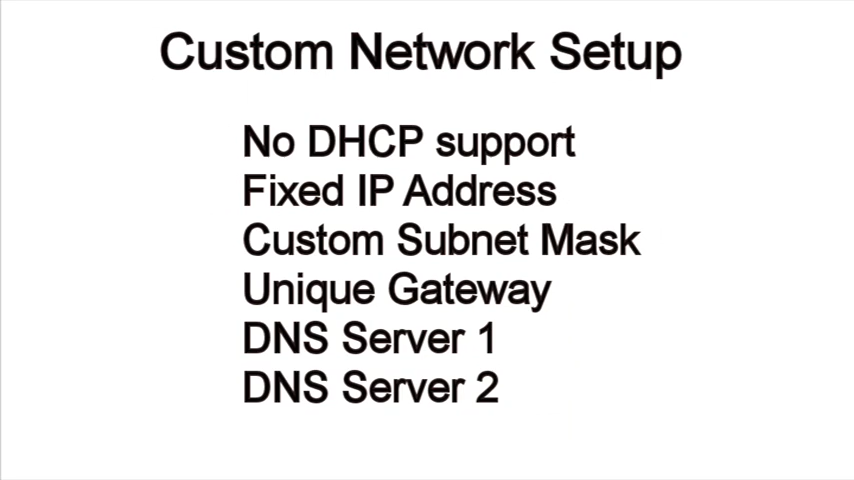 Custom Network Setup
No DHCP support
Fixed IP Address
Custom Subnet Mask
Unique Gateway
DNS Server 1
DNS Server 2